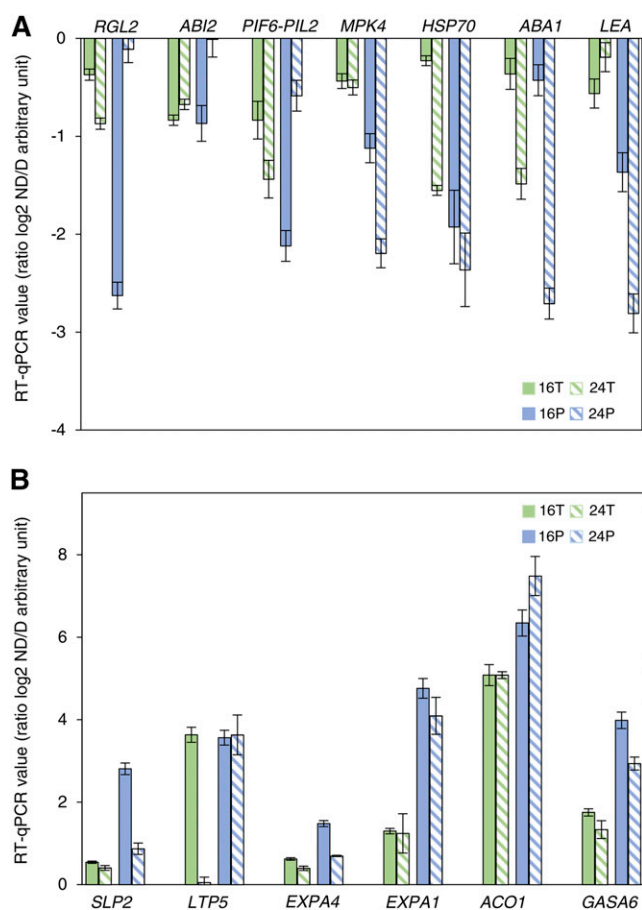 A
RGL2 ABI2 PIF6-PIL2 MPK4 HSP70 ABA1 LEA
RT-qPCR value (ratio log2 ND/D arbitrary unit)
0
-1
-2
-3
-4
16T 24T
16P 24P
B
RT-qPCR value (ratio log2 ND/D arbitrary unit)
16T 24T
16P 24P
8
6
4
2
0
SLP2 LTP5 EXPA4 EXPA1 ACO1 GASA6